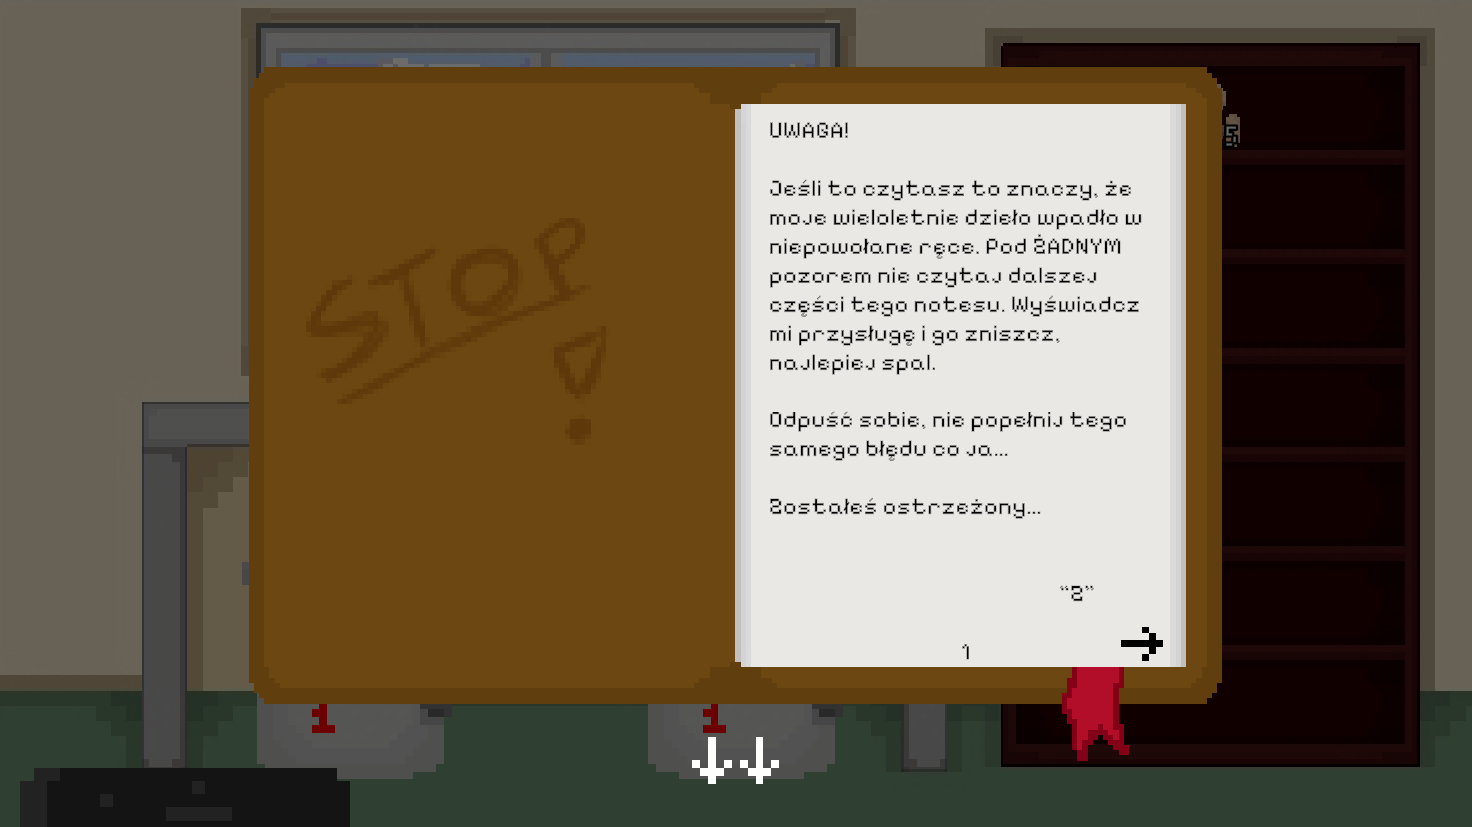 STOP
!
UWAGA!
Jeśli to czytasz to znaczy, że
moje wieloletnie dzieło wpadło w
niepowołane ręce. Pod ŻADNYM
pozorem nie czytaj dalszej
części tego notesu. Wyświadcz
mi przysługę i go zniszcz,
najlepiej spal.
Odpuść sobie, nie popełnij tego
samego błędu co ja...
Zostałeś ostrzeżony...
"Z"
1
5
1
1